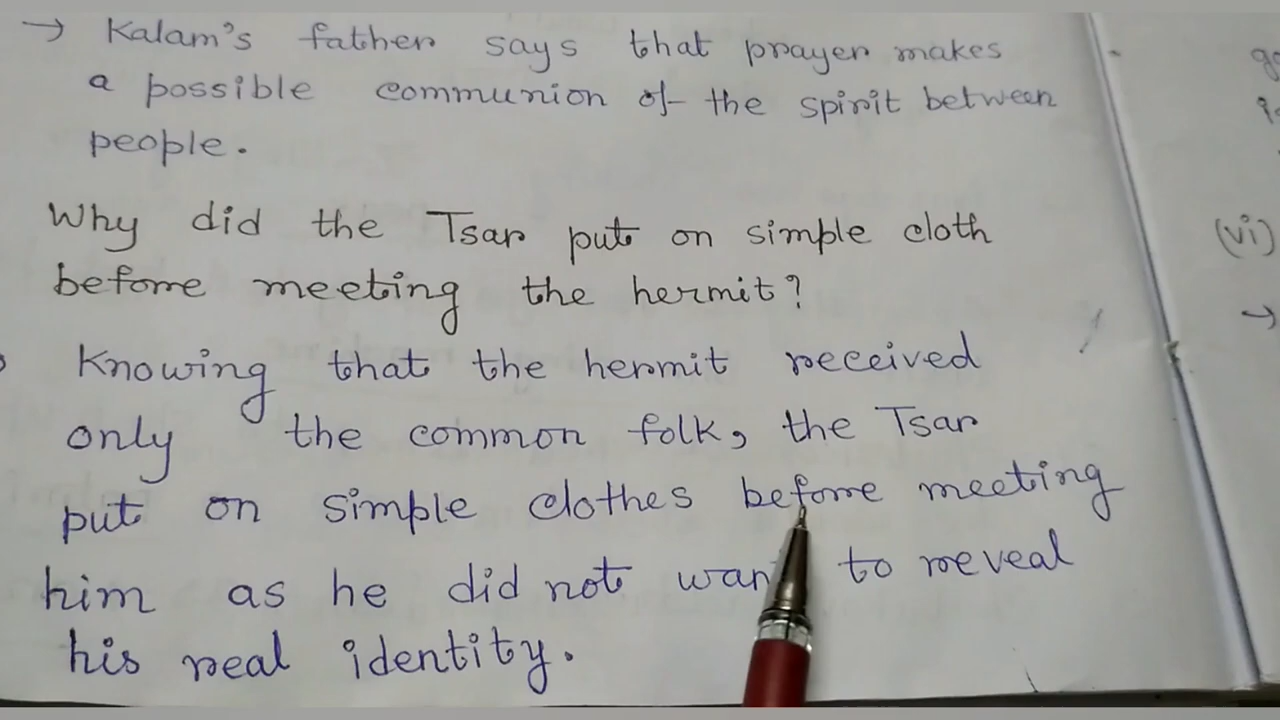 → Kalam's father says that prayer makes
a possible communion of the spirit between
people.
Why did the Tsar put on simple cloth
before meeting the hermit?
Knowing that the hermit received
only the common folk, the Tsar
put on simple clothes before meeting
him as he did not want to reveal
his real identity.
(vi)
→